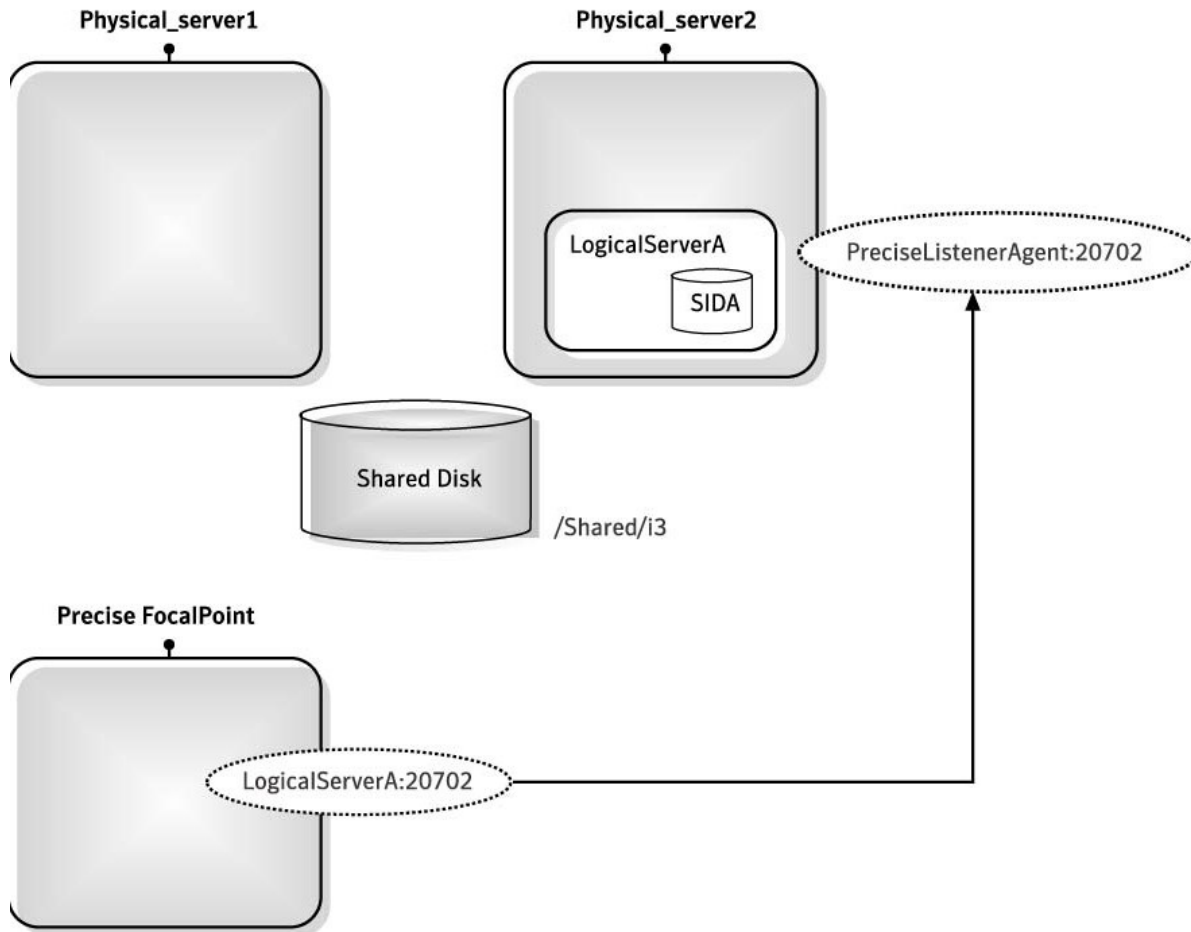 Physical_server1
Physical_server2
LogicalServerA
SIDA
PreciseListenerAgent:20702
Shared Disk
/Shared/i3
Precise FocalPoint
LogicalServerA:20702